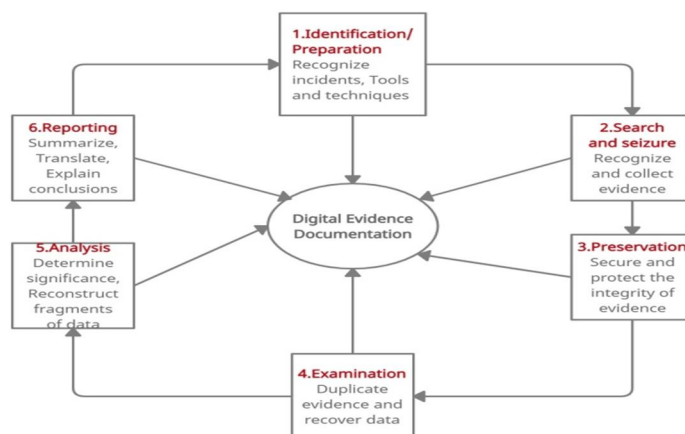 1.Identification/
Preparation
Recognize
incidents, Tools
and techniques
2.Search
and seizure
Recognize
and collect
evidence
3.Preservation
Secure and
protect the
integrity of
evidence
4.Examination
Duplicate
evidence and
recover data
5.Analysis
Determine
significance,
Reconstruct
fragments
of data
6.Reporting
Summarize,
Translate,
Explain
conclusions
Digital Evidence
Documentation